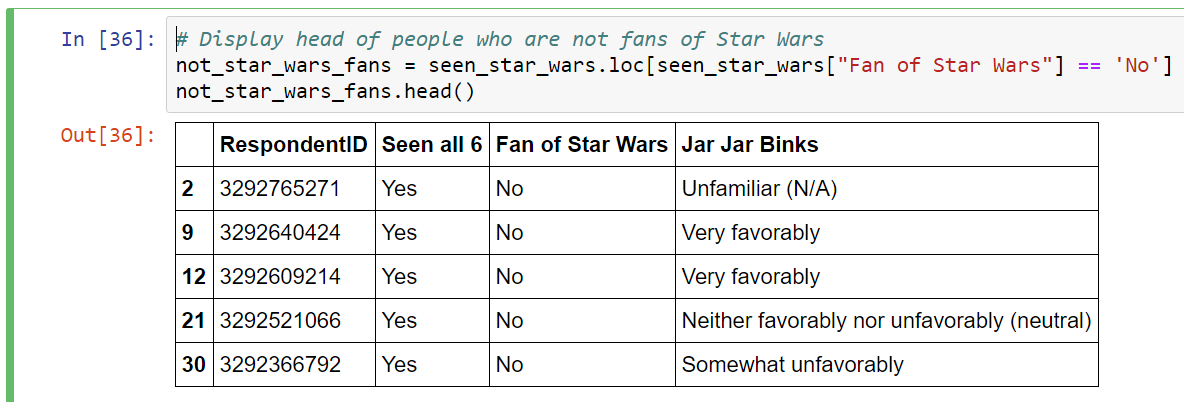 In [36]: # Display head of people who are not fans of Star Wars
not_star_wars_fans = seen_star_wars.loc[seen_star_wars["Fan of Star Wars"] == 'No']
not_star_wars_fans.head()
Out[36]:
RespondentID Seen all 6 Fan of Star Wars Jar Jar Binks
2 3292765271 Yes No Unfamiliar (N/A)
9 3292640424 Yes No Very favorably
12 3292609214 Yes No Very favorably
21 3292521066 Yes No Neither favorably nor unfavorably (neutral)
30 3292366792 Yes No Somewhat unfavorably